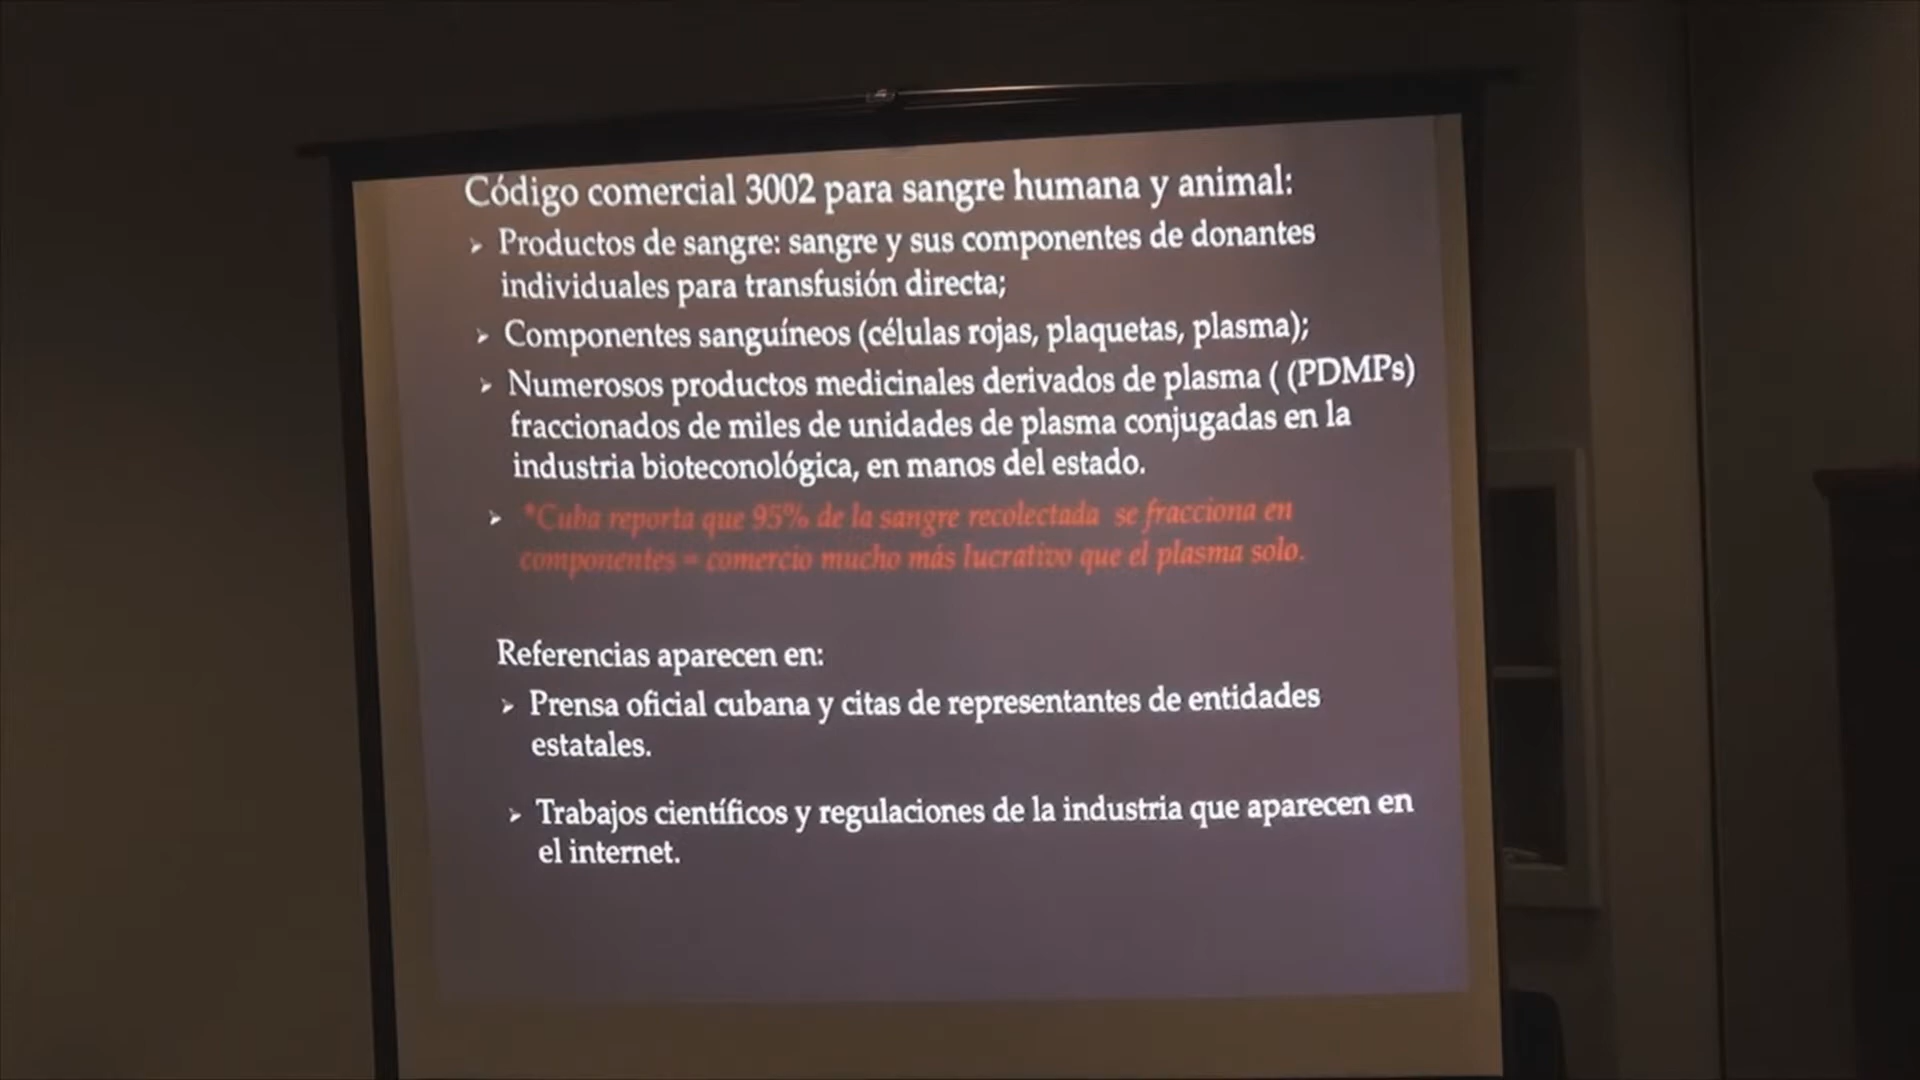 Código comercial 3002 para sangre humana y animal:
➢ Productos de sangre: sangre y sus componentes de donantes
individuales para transfusión directa;
➢ Componentes sanguíneos (células rojas, plaquetas, plasma);
➢ Numerosos productos medicinales derivados de plasma ( (PDMPs)
fraccionados de miles de unidades de plasma conjugadas en la
industria bioteconológica, en manos del estado.
➢ *Cuba reporta que 95% de la sangre recolectada se fracciona en
componentes = comercio mucho más lucrativo que el plasma solo.
Referencias aparecen en:
➢ Prensa oficial cubana y citas de representantes de entidades
estatales.
➢ Trabajos científicos y regulaciones de la industria que aparecen en
el internet.